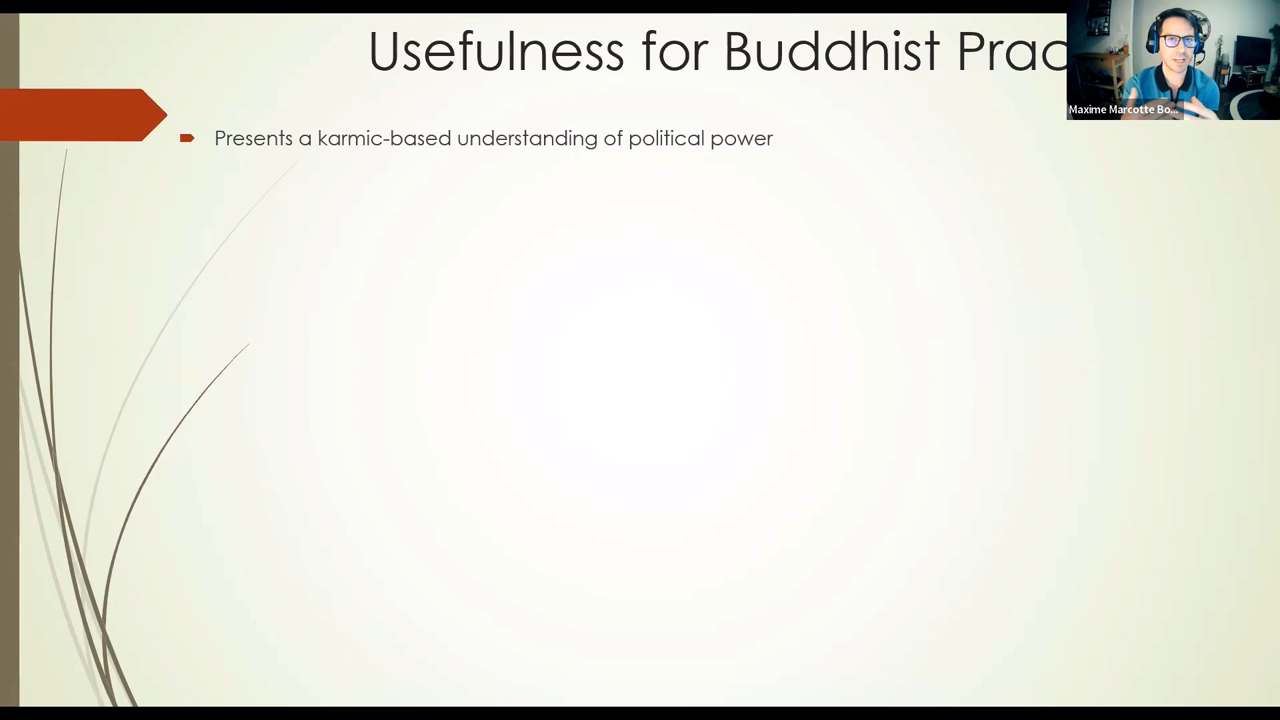 Usefulness for Buddhist Prac
Maxime Marcotte Bo...
Presents a karmic-based understanding of political power